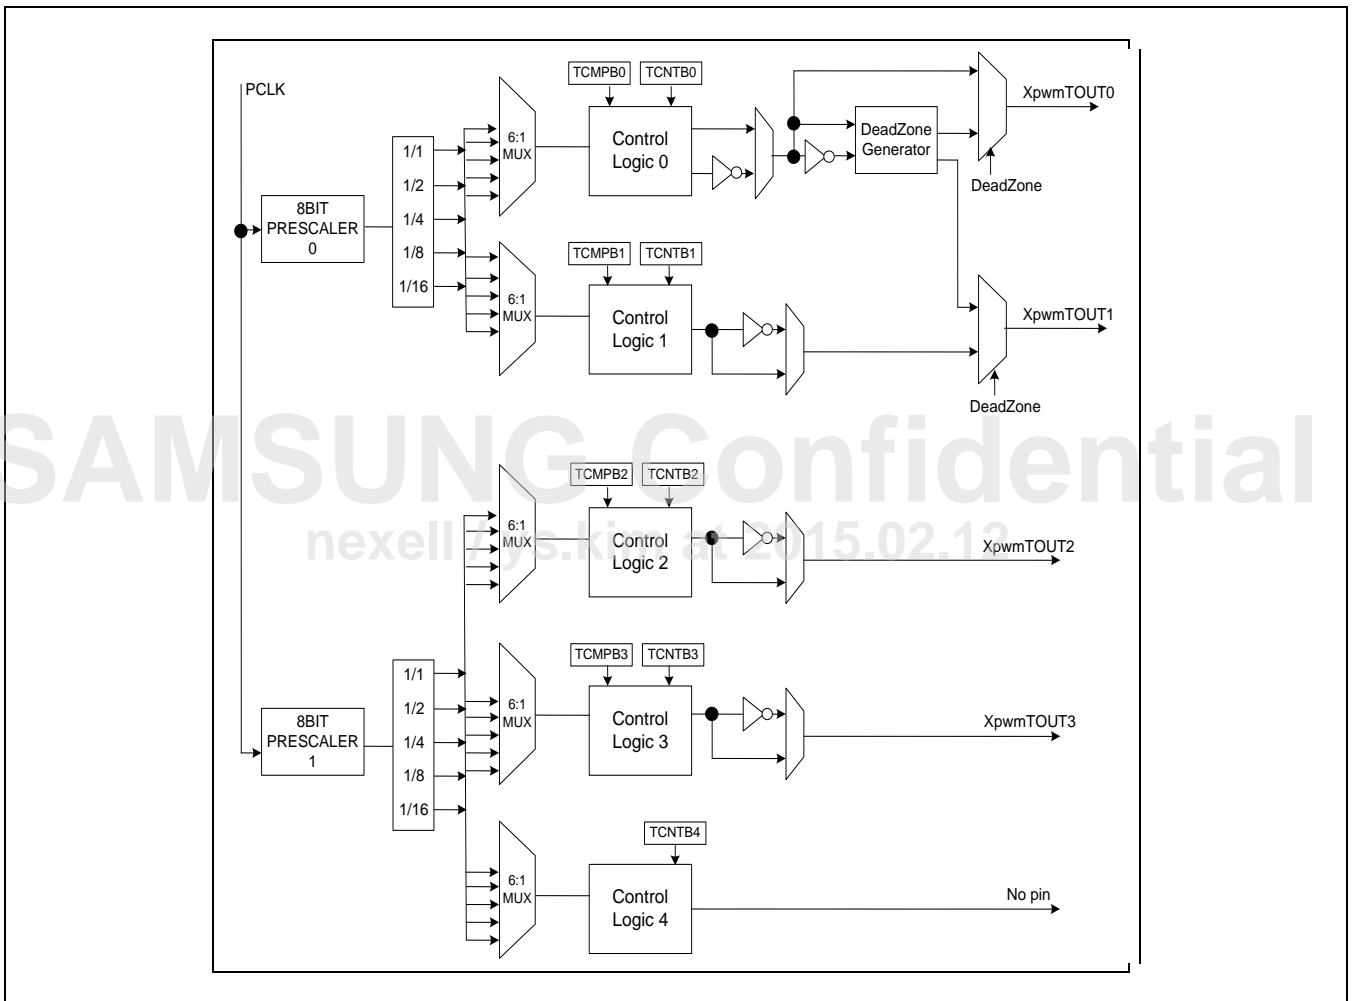 TCMPB0 TCNTB0
PCLK
XpwmTOUT0
6:1
MUX
Control
Logic 0
DeadZone
Generator
DeadZone
1/1
1/2
1/4
1/8
1/16
8BIT
PRESCALER
0
TCMPB1 TCNTB1
6:1
MUX
Control
Logic 1
XpwmTOUT1
DeadZone
SAMSUNG Confidential
nexell / ys.kim at 2015.02.12
TCMPB2 TCNTB2
6:1
MUX
Control
Logic 2
XpwmTOUT2
TCMPB3 TCNTB3
1/1
1/2
1/4
1/8
1/16
8BIT
PRESCALER
1
6:1
MUX
Control
Logic 3
XpwmTOUT3
TCNTB4
6:1
MUX
Control
Logic 4
No pin